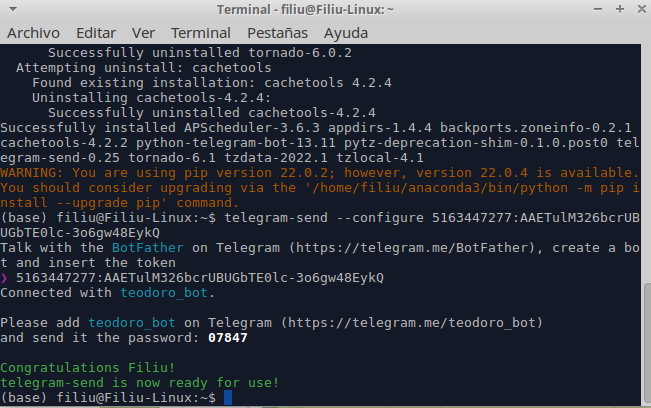 Terminal - filiu@Filiu-Linux: ~
Archivo Editar Ver Terminal Pestañas Ayuda
Successfully uninstalled tornado-6.0.2
Attempting uninstall: cachetools
Found existing installation: cachetools 4.2.4
Uninstalling cachetools-4.2.4:
Successfully uninstalled cachetools-4.2.4
Successfully installed APScheduler-3.6.3 appdirs-1.4.4 backports.zoneinfo-0.2.1
cachetools-4.2.2 python-telegram-bot-13.11 pytz-deprecation-shim-0.1.0.post0 tel
egram-send-0.25 tornado-6.1 tzdata-2022.1 tzlocal-4.1
WARNING: You are using pip version 22.0.2; however, version 22.0.4 is available.
You should consider upgrading via the '/home/filiu/anaconda3/bin/python -m pip i
nstall --upgrade pip' command.
(base) filiu@Filiu-Linux:~$ telegram-send --configure 5163447277:AAETulM326bcrUB
UGbTE0lc-3o6gw48EykQ
Talk with the BotFather on Telegram (https://telegram.me/BotFather), create a bo
t and insert the token
❯ 5163447277:AAETulM326bcrUBUGbTE0lc-3o6gw48EykQ
Connected with teodoro_bot.
Please add teodoro_bot on Telegram (https://telegram.me/teodoro_bot)
and send it the password: 07847
Congratulations Filiu!
telegram-send is now ready for use!
(base) filiu@Filiu-Linux:~$